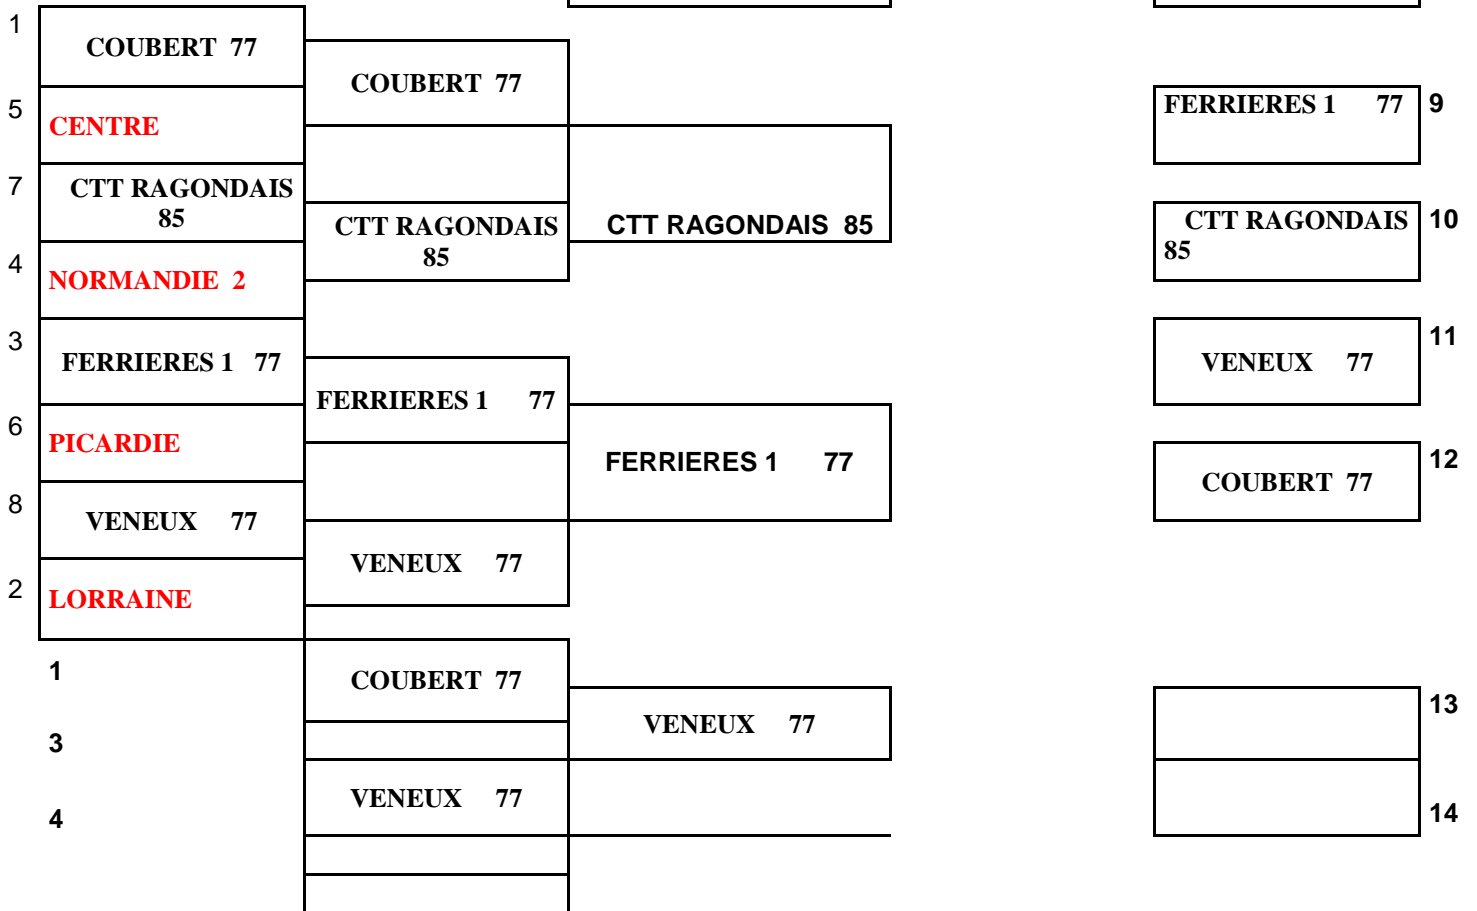 1
COUBERT 77
COUBERT 77
5
CENTRE
FERRIERES 1 77
9
7
CTT RAGONDAIS
85
CTT RAGONDAIS
85
CTT RAGONDAIS 85
CTT RAGONDAIS
85
10
4
NORMANDIE 2
3
FERRIERES 1 77
FERRIERES 1 77
VENEUX 77
11
6
PICARDIE
FERRIERES 1 77
COUBERT 77
12
8
VENEUX 77
VENEUX 77
2
LORRAINE
1
COUBERT 77
VENEUX 77
13
3
VENEUX 77
4
14